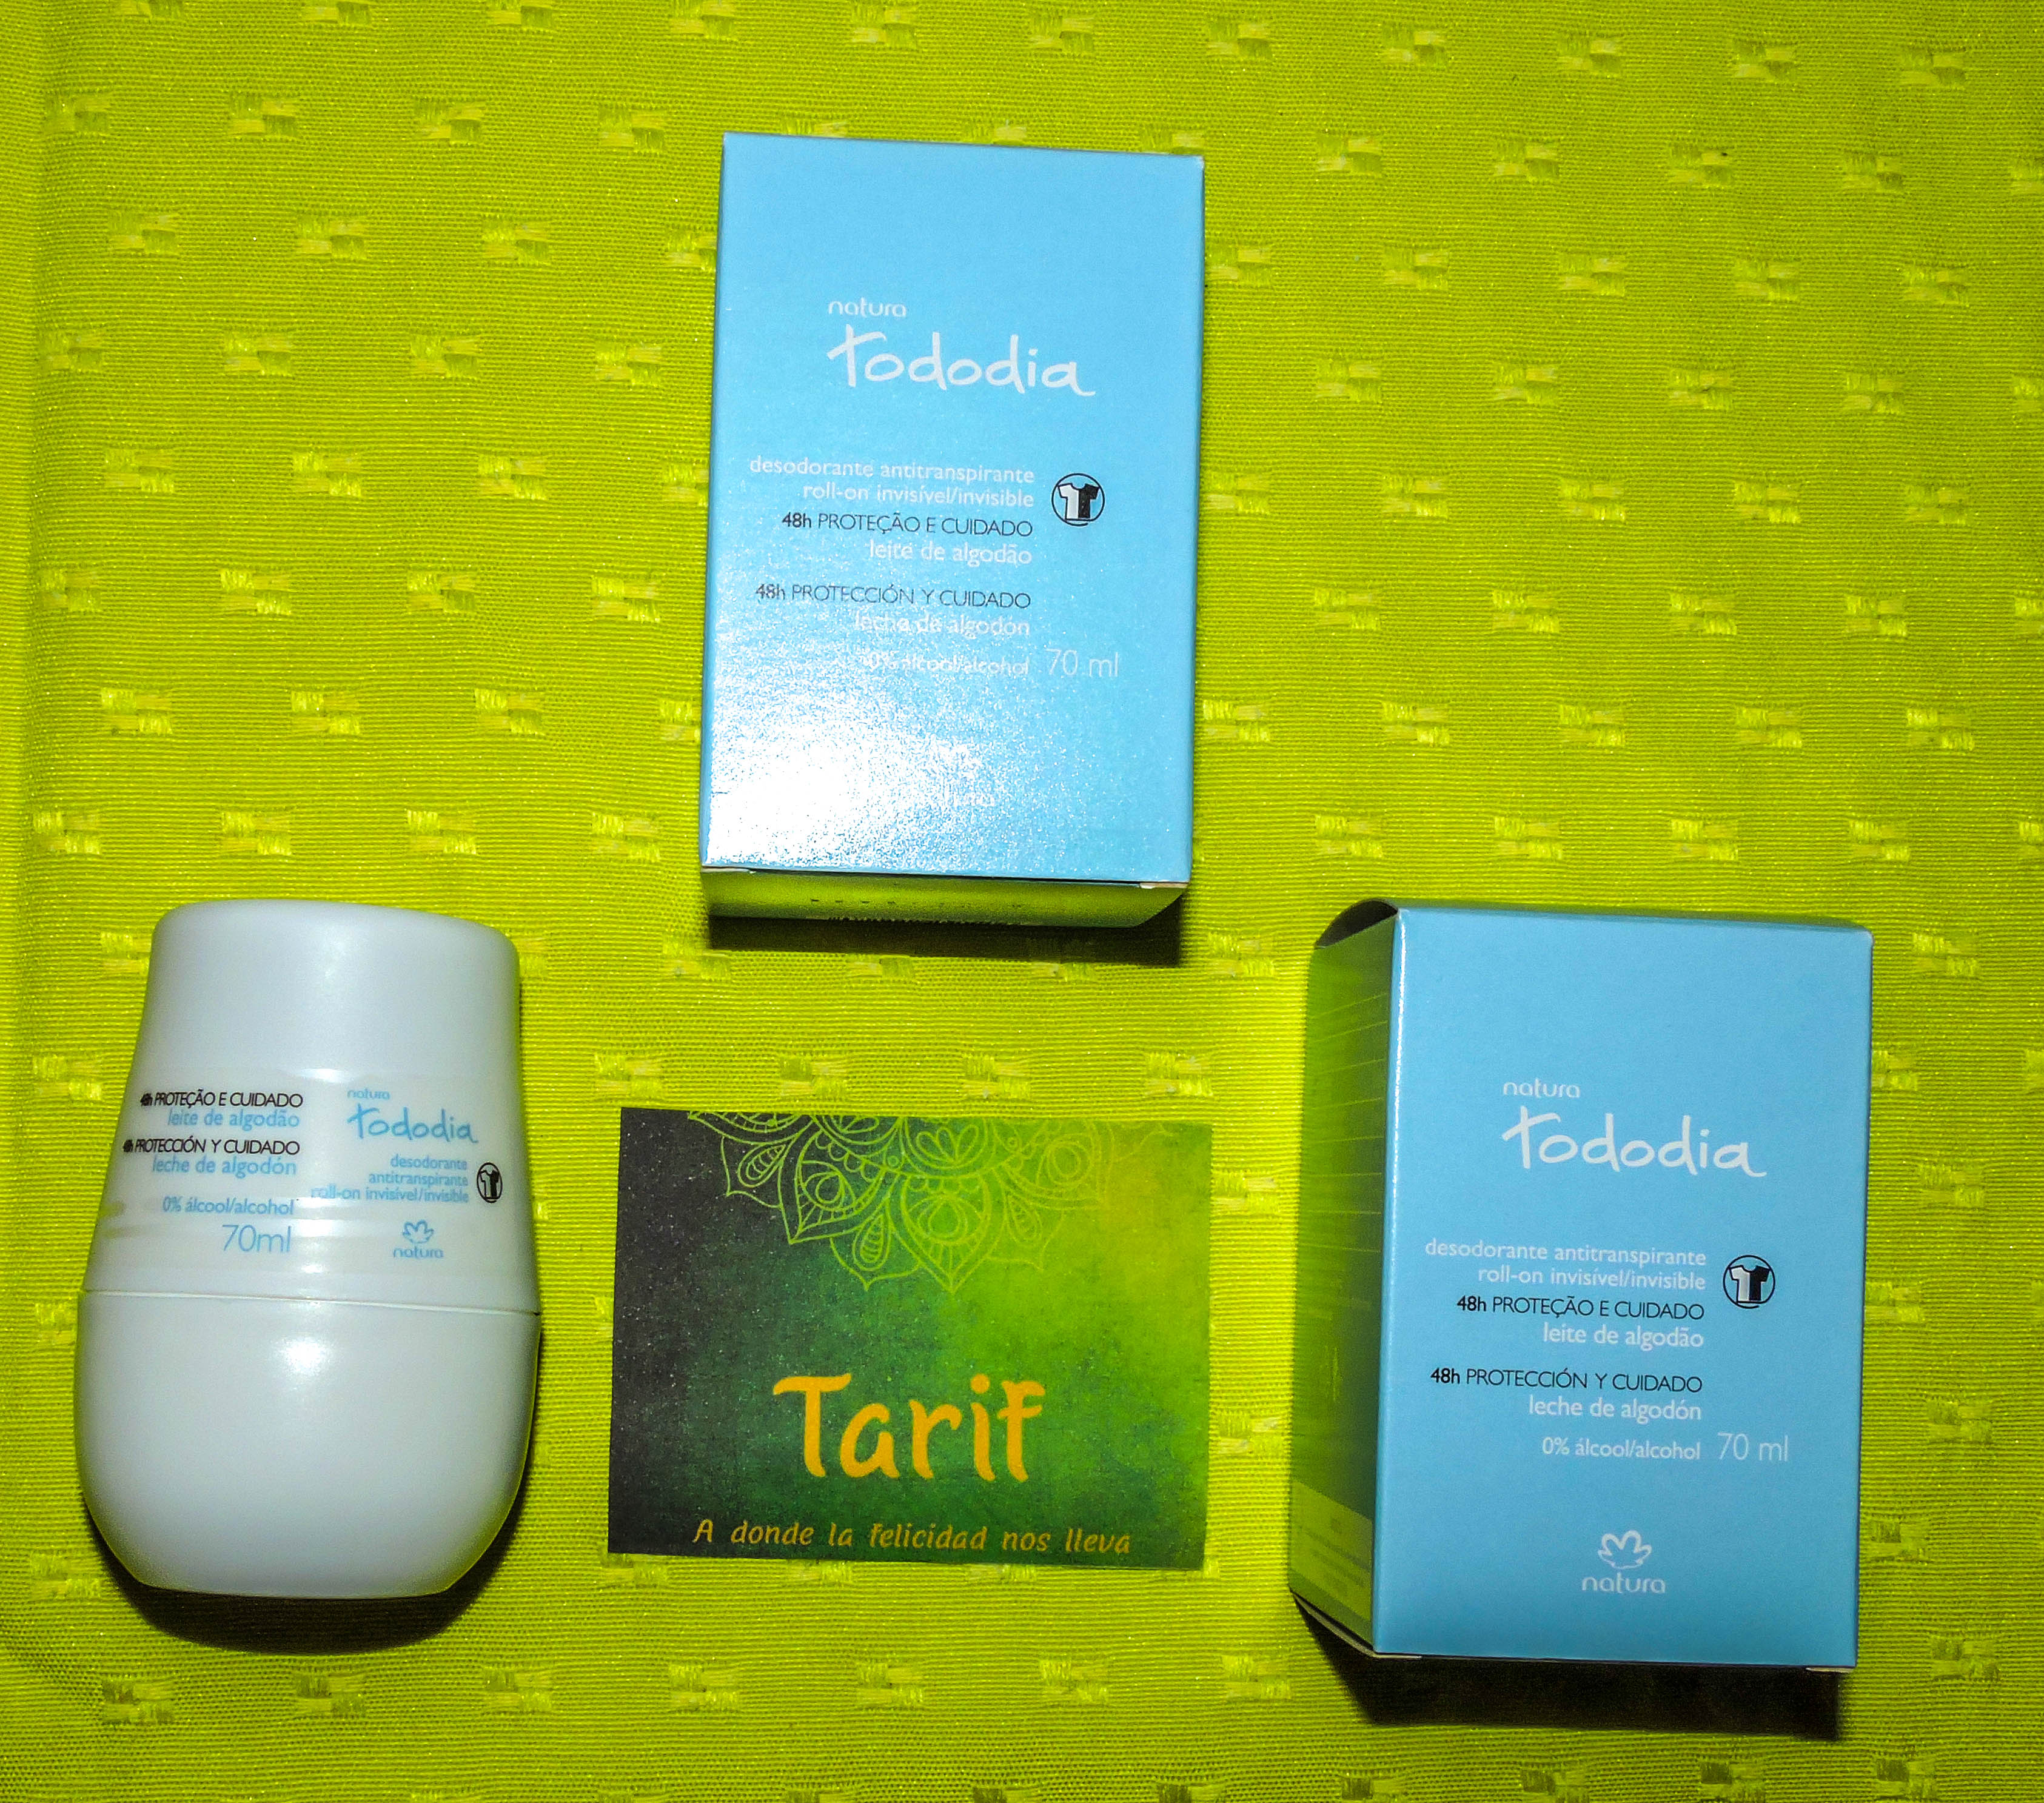 natura
tododia
desodorante antitranspirante
roll-on invisível/invisible
48h PROTEÇÃO E CUIDADO
leite de algodão
48h PROTECCIÓN Y CUIDADO
leche de algodón
0% álcool/alcohol 70 ml
48h PROTEÇÃO E CUIDADO
leite de algodão
48h PROTECCIÓN Y CUIDADO
leche de algodón
0% álcool/alcohol
70ml
natura
tododia
desodorante
antitranspirante
roll-on invisível/invisible
natura
Tarif
A donde la felicidad nos lleva
natura
tododia
desodorante antitranspirante
roll-on invisível/invisible
48h PROTEÇÃO E CUIDADO
leite de algodão
48h PROTECCIÓN Y CUIDADO
leche de algodón
0% álcool/alcohol 70 ml
natura